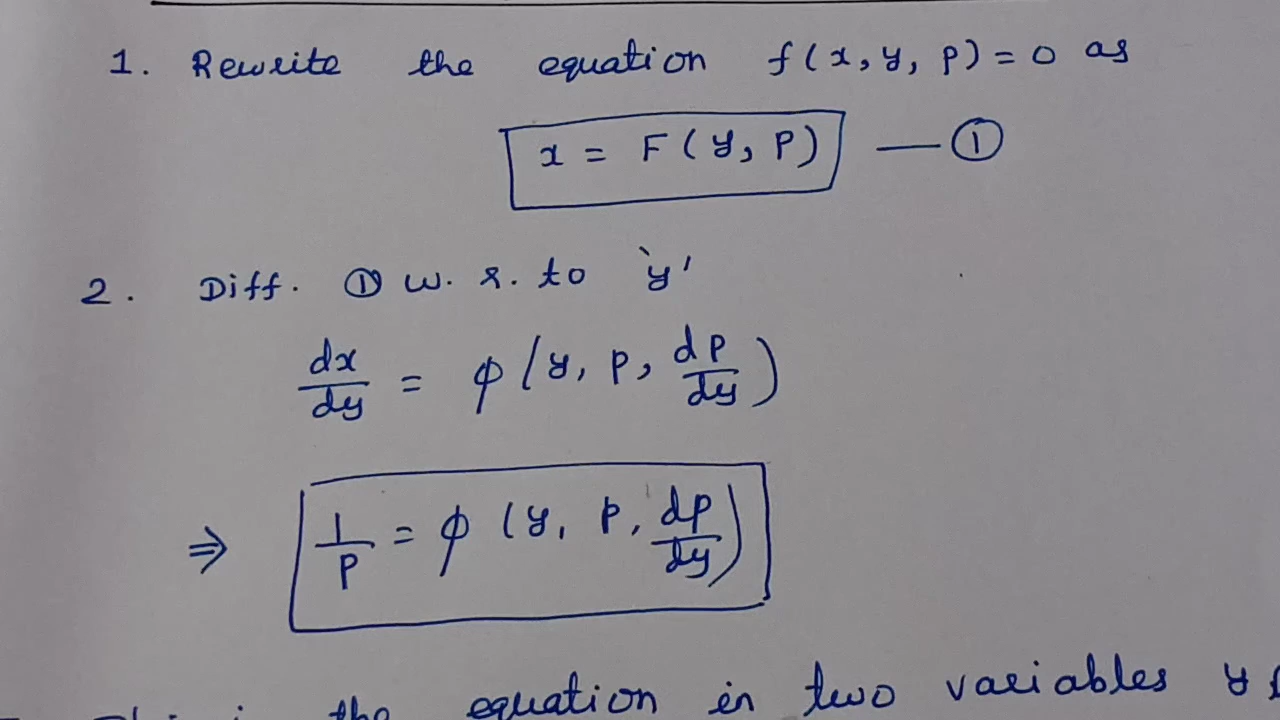 1. Rewrite the equation f(x, y, p) = 0 as
x = F(y, p) — ①
2. Diff. ① w. r. to 'y'
dx/dy = φ(y, p, dp/dy)
⇒ 1/p = φ(y, p, dp/dy)
the equation in two variables y